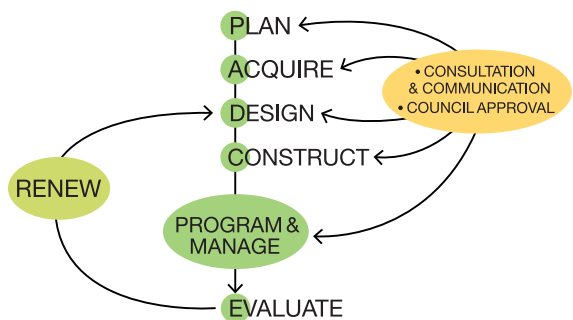 PLAN
ACQUIRE
• CONSULTATION
& COMMUNICATION
• COUNCIL APPROVAL
DESIGN
CONSTRUCT
RENEW
PROGRAM &
MANAGE
EVALUATE